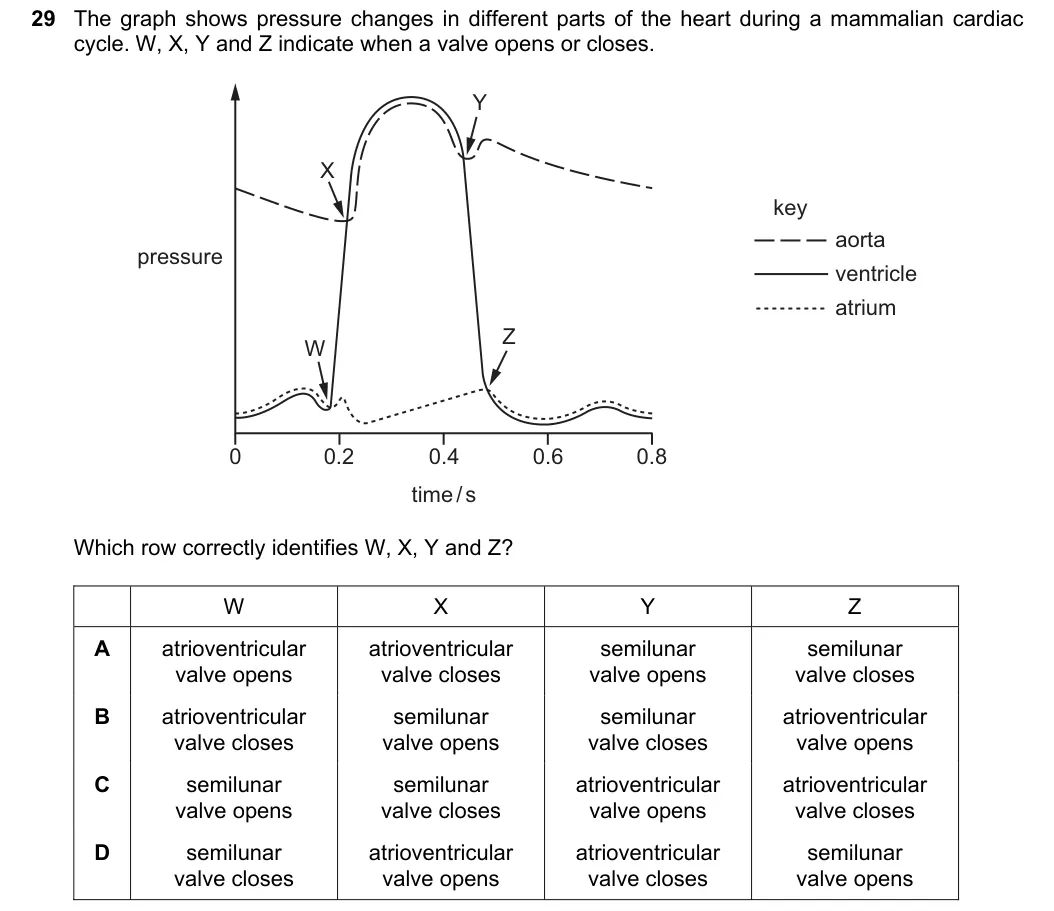 29 The graph shows pressure changes in different parts of the heart during a mammalian cardiac
cycle. W, X, Y and Z indicate when a valve opens or closes.
Y
X
key
aorta
pressure
ventricle
atrium
W
Z
0 0.2 0.4 0.6 0.8
time / s
Which row correctly identifies W, X, Y and Z?
W X Y Z
A atrioventricular atrioventricular semilunar semilunar
valve opens valve closes valve opens valve closes
B atrioventricular semilunar semilunar atrioventricular
valve closes valve opens valve closes valve opens
C semilunar semilunar atrioventricular atrioventricular
valve opens valve closes valve opens valve closes
D semilunar atrioventricular atrioventricular semilunar
valve closes valve opens valve closes valve opens